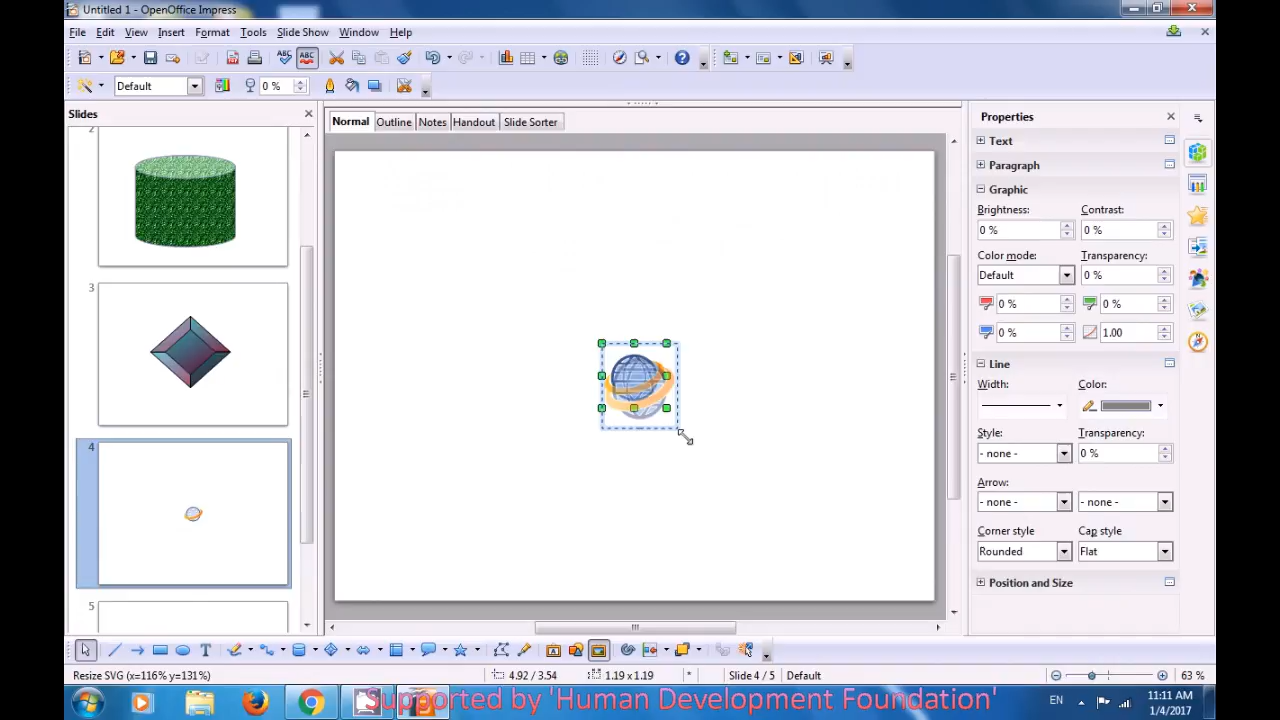 Untitled 1 - OpenOffice Impress
File Edit View Insert Format Tools Slide Show Window Help
Default 0 %
Slides
Normal Outline Notes Handout Slide Sorter
Properties
Text
Paragraph
Graphic
Brightness: Contrast:
0 % 0 %
Color mode: Transparency:
Default 0 %
0 % 0 %
0 % 1.00
Line
Width: Color:
Style: Transparency:
- none - 0 %
Arrow:
- none - - none -
Corner style Cap style
Rounded Flat
Position and Size
2
3
4
5
Resize SVG (x=116% y=131%) 4.92 / 3.54 1.19 x 1.19 * Slide 4 / 5 Default 63 %
Supported by 'Human Development Foundation'
EN
11:11 AM
1/4/2017